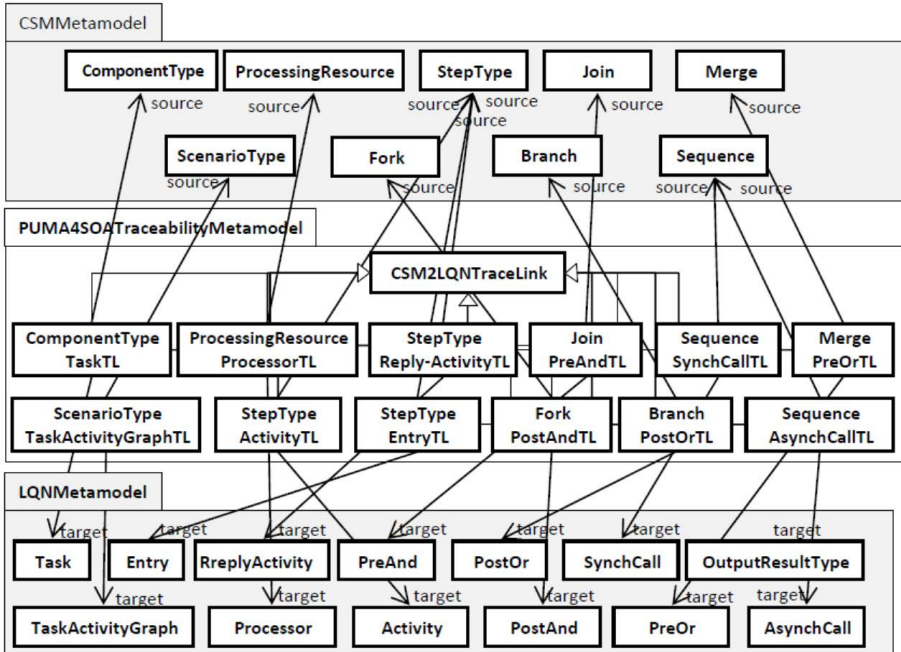 CSMMetamodel
ComponentType
ProcessingResource
StepType
Join
Merge
source
source
source
source
source
source
source
ScenarioType
Fork
Branch
Sequence
source
source
source
source
source
PUMA4SOATraceabilityMetamodel
CSM2LQNTraceLink
ComponentType
TaskTL
ProcessingResource
ProcessorTL
StepType
Reply-ActivityTL
Join
PreAndTL
Sequence
SynchCallTL
Merge
PreOrTL
ScenarioType
TaskActivityGraphTL
StepType
ActivityTL
StepType
EntryTL
Fork
PostAndTL
Branch
PostOrTL
Sequence
AsynchCallTL
LQNMetamodel
target
target
target
target
target
target
target
Task
Entry
RreplyActivity
PreAnd
PostOr
SynchCall
OutputResultType
target
target
target
target
target
target
TaskActivityGraph
Processor
Activity
PostAnd
PreOr
AsynchCall